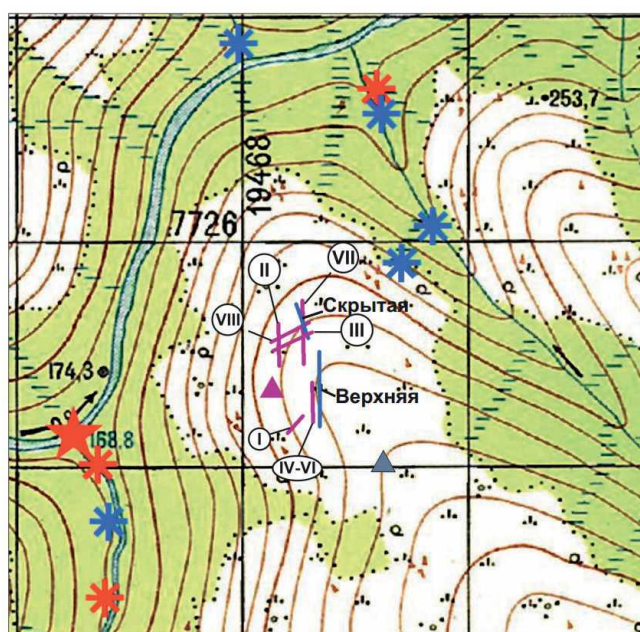 253,7
19468
7726
II
VII
Скрытая
VIII
III
174,3
Верхняя
168,8
I
IV-VI